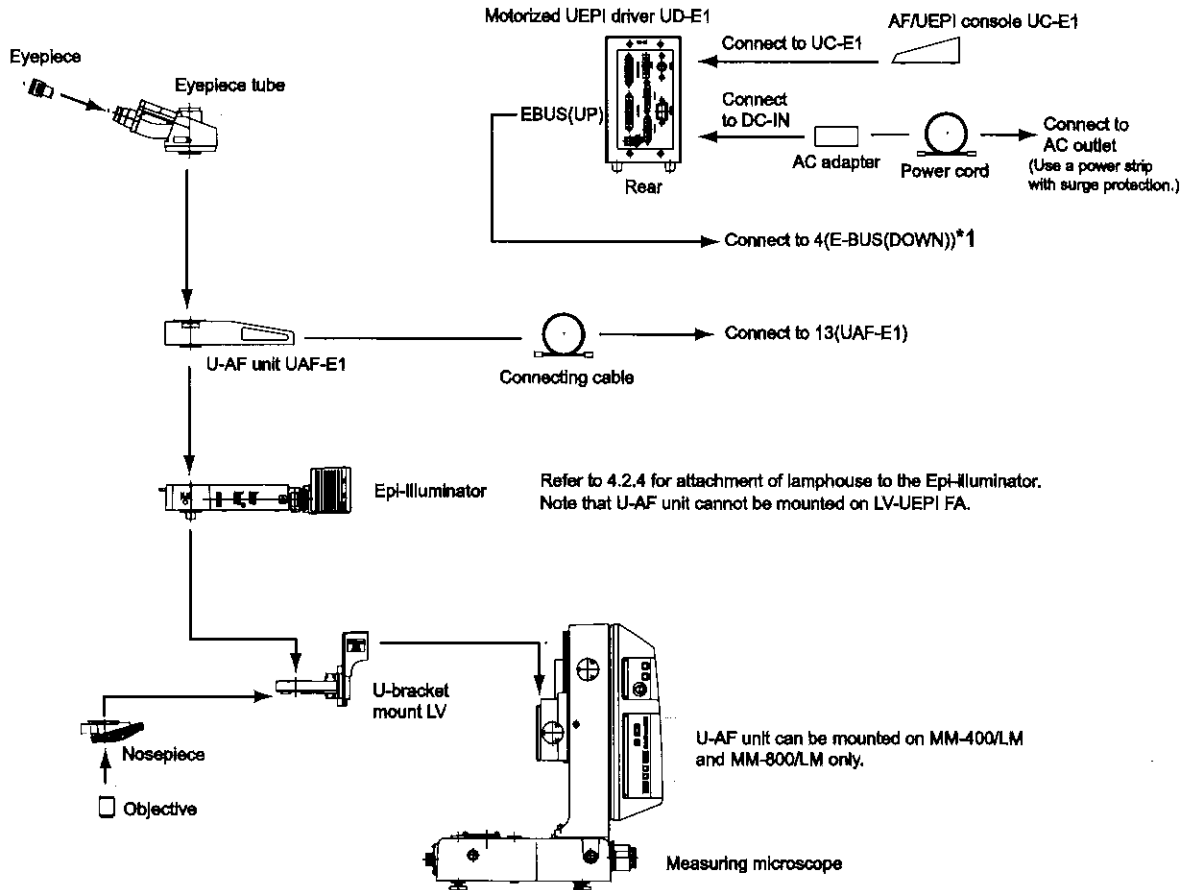 Motorized UEPI driver UD-E1
AF/UEPI console UC-E1
Connect to UC-E1
Eyepiece
Eyepiece tube
EBUS(UP)
Connect
to DC-IN
AC adapter
Power cord
Connect to
AC outlet
(Use a power strip
with surge protection.)
Rear
Connect to 4(E-BUS(DOWN))*1
U-AF unit UAF-E1
Connecting cable
Connect to 13(UAF-E1)
Epi-Illuminator
Refer to 4.2.4 for attachment of lamphouse to the Epi-Illuminator.
Note that U-AF unit cannot be mounted on LV-UEPI FA.
U-bracket
mount LV
Nosepiece
Objective
U-AF unit can be mounted on MM-400/LM
and MM-800/LM only.
Measuring microscope